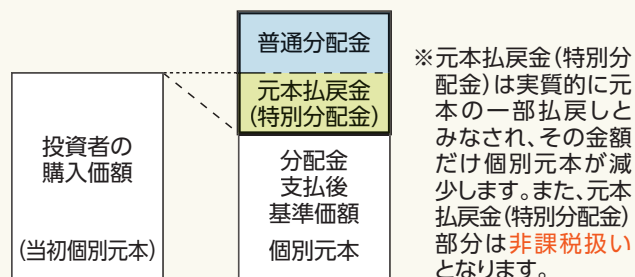 投資者の
購入価額
(当初個別元本)
普通分配金
元本払戻金
(特別分配金)
分配金
支払後
基準価額
個別元本
※元本払戻金(特別分
配金)は実質的に元
本の一部払戻しと
みなされ、その金額
だけ個別元本が減
少します。また、元本
払戻金(特別分配金)
部分は非課税扱い
となります。